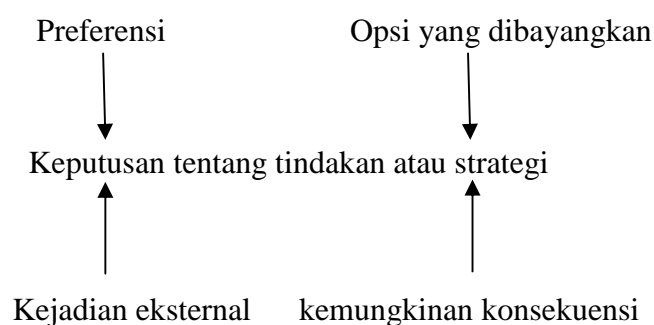 Preferensi Opsi yang dibayangkan
Keputusan tentang tindakan atau strategi
Kejadian eksternal kemungkinan konsekuensi